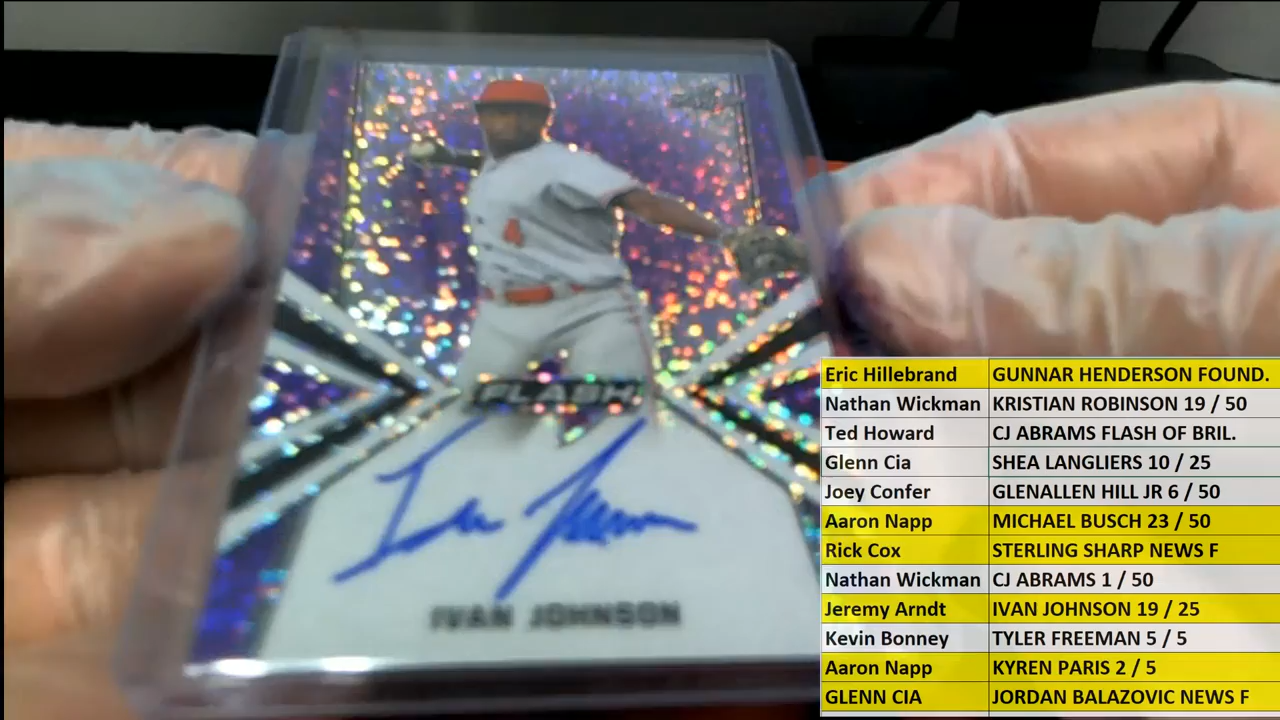 4
FLASH
IVAN JOHNSON
Eric Hillebrand GUNNAR HENDERSON FOUND.
Nathan Wickman KRISTIAN ROBINSON 19 / 50
Ted Howard CJ ABRAMS FLASH OF BRIL.
Glenn Cia SHEA LANGLIERS 10 / 25
Joey Confer GLENALLEN HILL JR 6 / 50
Aaron Napp MICHAEL BUSCH 23 / 50
Rick Cox STERLING SHARP NEWS F
Nathan Wickman CJ ABRAMS 1 / 50
Jeremy Arndt IVAN JOHNSON 19 / 25
Kevin Bonney TYLER FREEMAN 5 / 5
Aaron Napp KYREN PARIS 2 / 5
GLENN CIA JORDAN BALAZOVIC NEWS F